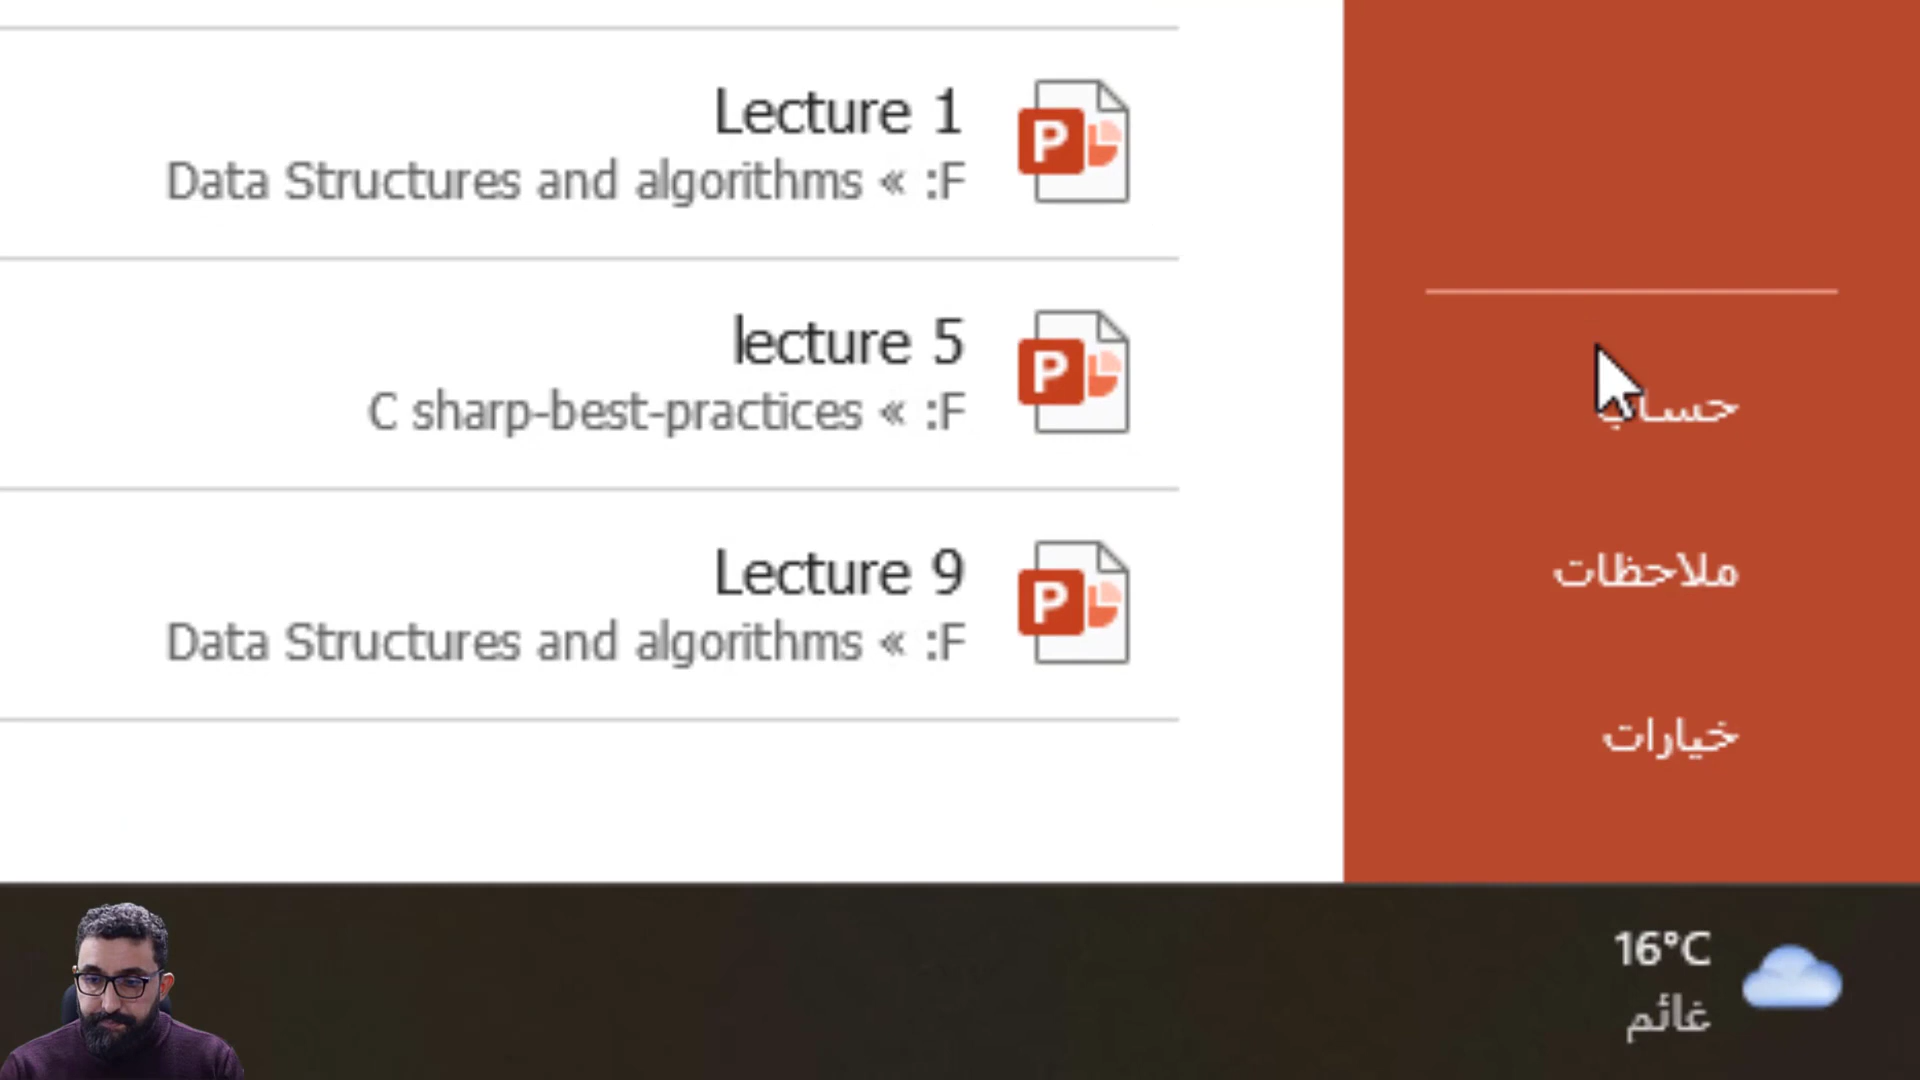 Lecture 1
Data Structures and algorithms « :F
lecture 5
C sharp-best-practices « :F
Lecture 9
Data Structures and algorithms « :F
حساب
ملاحظات
خيارات
16°C
غائم